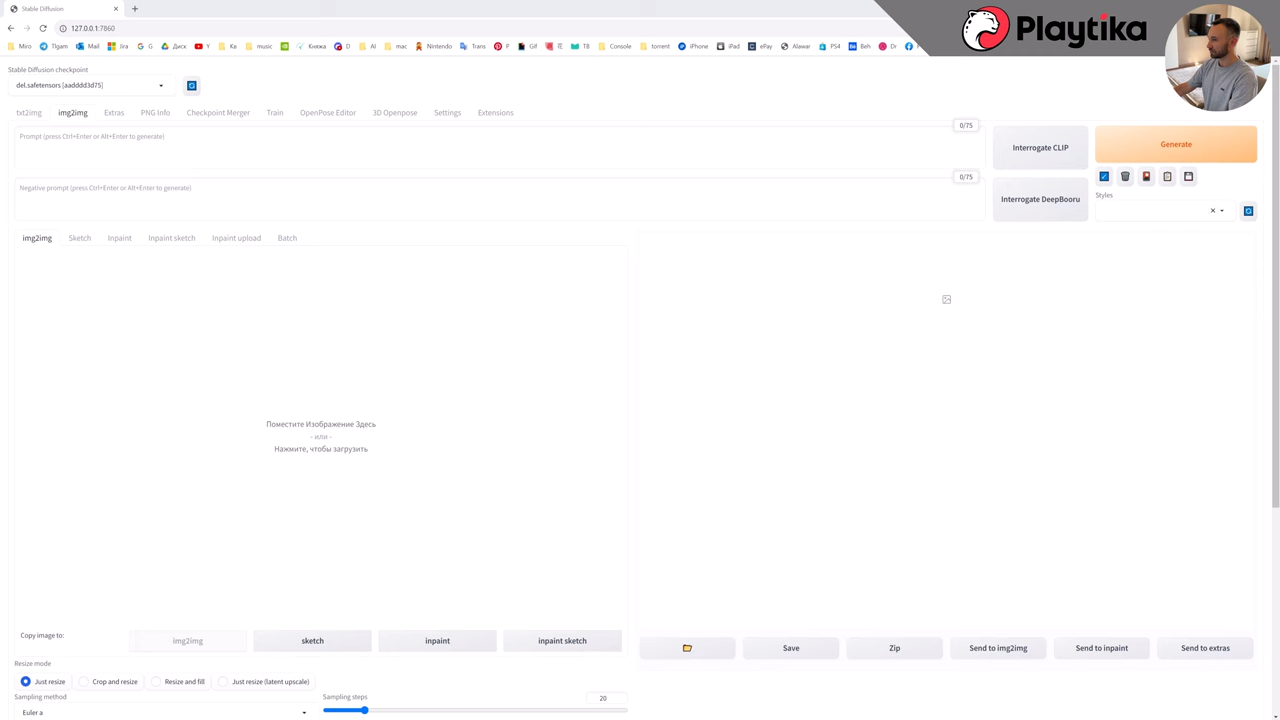 Stable Diffusion
127.0.0.1:7860
Playtika
Miro Tlgam Mail Jira G Диск Y Кв music Княжа D AI mac Nintendo Trans P Gif ТВ Console torrent iPhone iPad ePay Alawar PS4 Beh Dr
Stable Diffusion checkpoint
del.safetensors [aadddd3d75]
txt2img img2img Extras PNG Info Checkpoint Merger Train OpenPose Editor 3D Openpose Settings Extensions
0/75
Prompt (press Ctrl+Enter or Alt+Enter to generate)
Interrogate CLIP
Generate
0/75
Negative prompt (press Ctrl+Enter or Alt+Enter to generate)
Interrogate DeepBooru
Styles
img2img Sketch Inpaint Inpaint sketch Inpaint upload Batch
Поместите Изображение Здесь
- или -
Нажмите, чтобы загрузить
Copy image to:
img2img sketch inpaint inpaint sketch
Save Zip Send to img2img Send to inpaint Send to extras
Resize mode
Just resize Crop and resize Resize and fill Just resize (latent upscale)
Sampling method
Euler a
Sampling steps
20